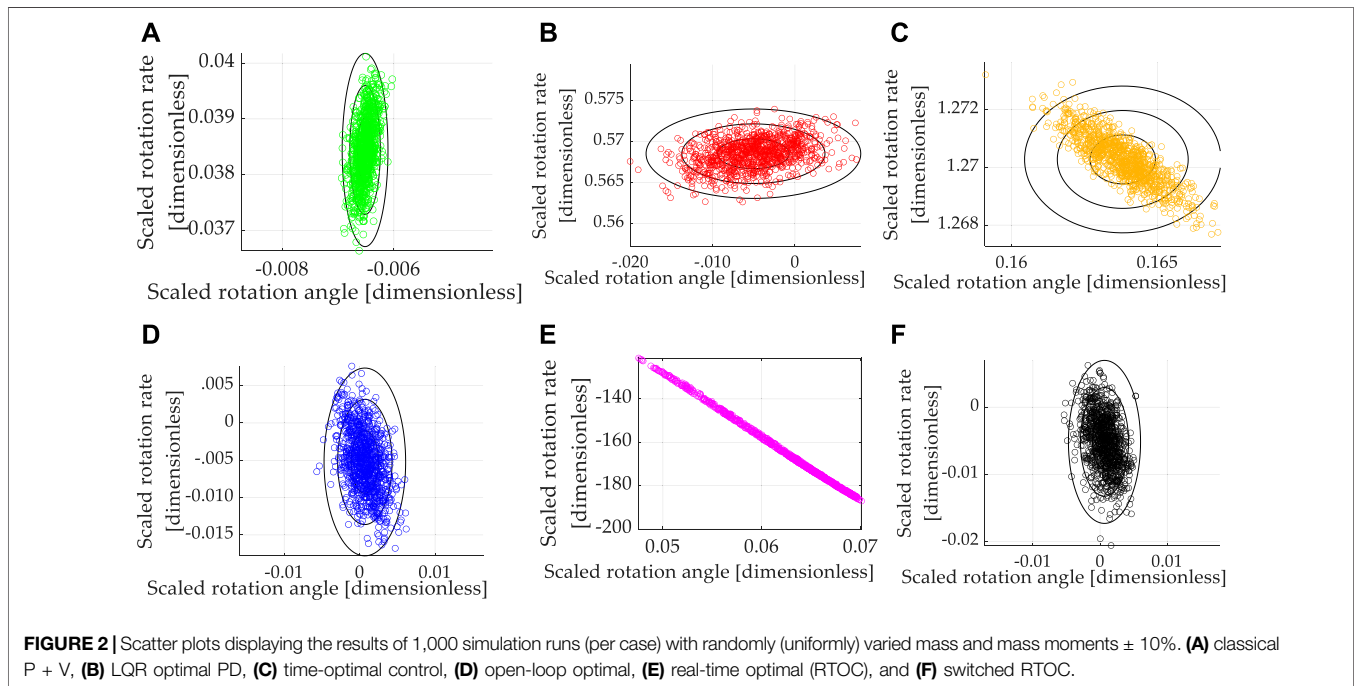 A
Scaled rotation rate
[dimensionless]
0.04
0.039
0.038
0.037
-0.008
-0.006
Scaled rotation angle [dimensionless]
B
Scaled rotation rate
[dimensionless]
0.575
0.57
0.565
0.56
-.020
-.010
0
Scaled rotation angle [dimensionless]
C
Scaled rotation rate
[dimensionless]
1.272
1.27
1.268
0.16
0.165
Scaled rotation angle [dimensionless]
D
Scaled rotation rate
[dimensionless]
.005
0
-.005
-0.010
-0.015
-0.01
0
0.01
Scaled rotation angle [dimensionless]
E
Scaled rotation rate
[dimensionless]
-140
-160
-180
-200
0.05
0.06
0.07
Scaled rotation angle [dimensionless]
F
Scaled rotation rate
[dimensionless]
0
-0.01
-0.02
-0.01
0
0.01
Scaled rotation angle [dimensionless]
FIGURE 2 | Scatter plots displaying the results of 1,000 simulation runs (per case) with randomly (uniformly) varied mass and mass moments ± 10%. (A) classical
P + V, (B) LQR optimal PD, (C) time-optimal control, (D) open-loop optimal, (E) real-time optimal (RTOC), and (F) switched RTOC.